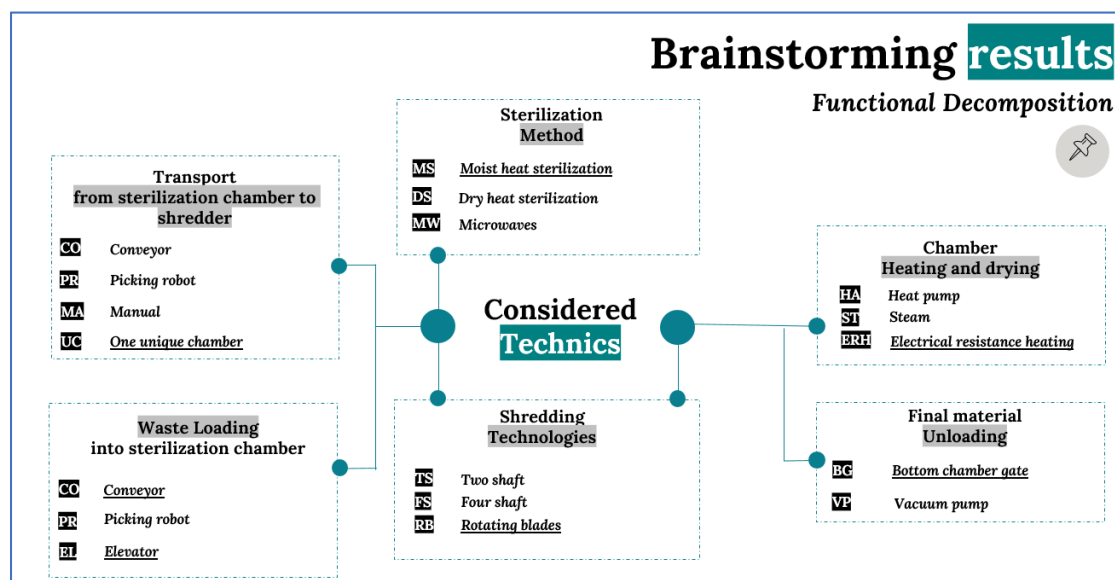 Brainstorming results
Functional Decomposition
Sterilization
Method
MS Moist heat sterilization
DS Dry heat sterilization
MW Microwaves
Transport
from sterilization chamber to
shredder
CO Conveyor
PR Picking robot
MA Manual
UC One unique chamber
Chamber
Heating and drying
HA Heat pump
ST Steam
ERH Electrical resistance heating
Considered
Technics
Waste Loading
into sterilization chamber
CO Conveyor
PR Picking robot
EL Elevator
Shredding
Technologies
TS Two shaft
FS Four shaft
RB Rotating blades
Final material
Unloading
BG Bottom chamber gate
VP Vacuum pump